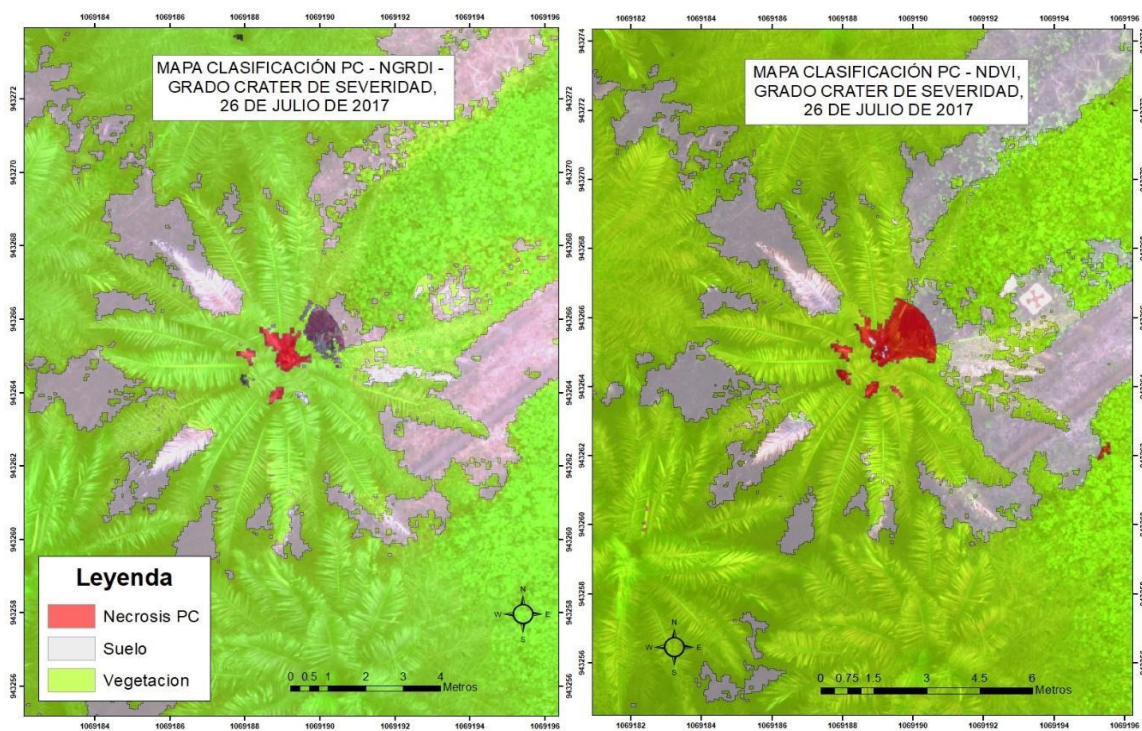 1069184 1069186 1069188 1069190 1069192 1069194 1069196
MAPA CLASIFICACIÓN PC - NGRDI -
GRADO CRATER DE SEVERIDAD,
26 DE JULIO DE 2017
943272
943270
943268
943266
943264
943262
943260
943258
943256
Leyenda
Necrosis PC
Suelo
Vegetacion
N
W E
S
0 0.5 1 2 3 4
Metros
1069184 1069186 1069188 1069190 1069192 1069194 1069196
1069182 1069184 1069186 1069188 1069190 1069192 1069194 1069196
MAPA CLASIFICACIÓN PC - NDVI,
GRADO CRATER DE SEVERIDAD,
26 DE JULIO DE 2017
943274
943272
943270
943268
943266
943264
943262
943260
943258
943256
N
W E
S
0 0.75 1.5 3 4.5 6
Metros
1069182 1069184 1069186 1069188 1069190 1069192 1069194 1069196